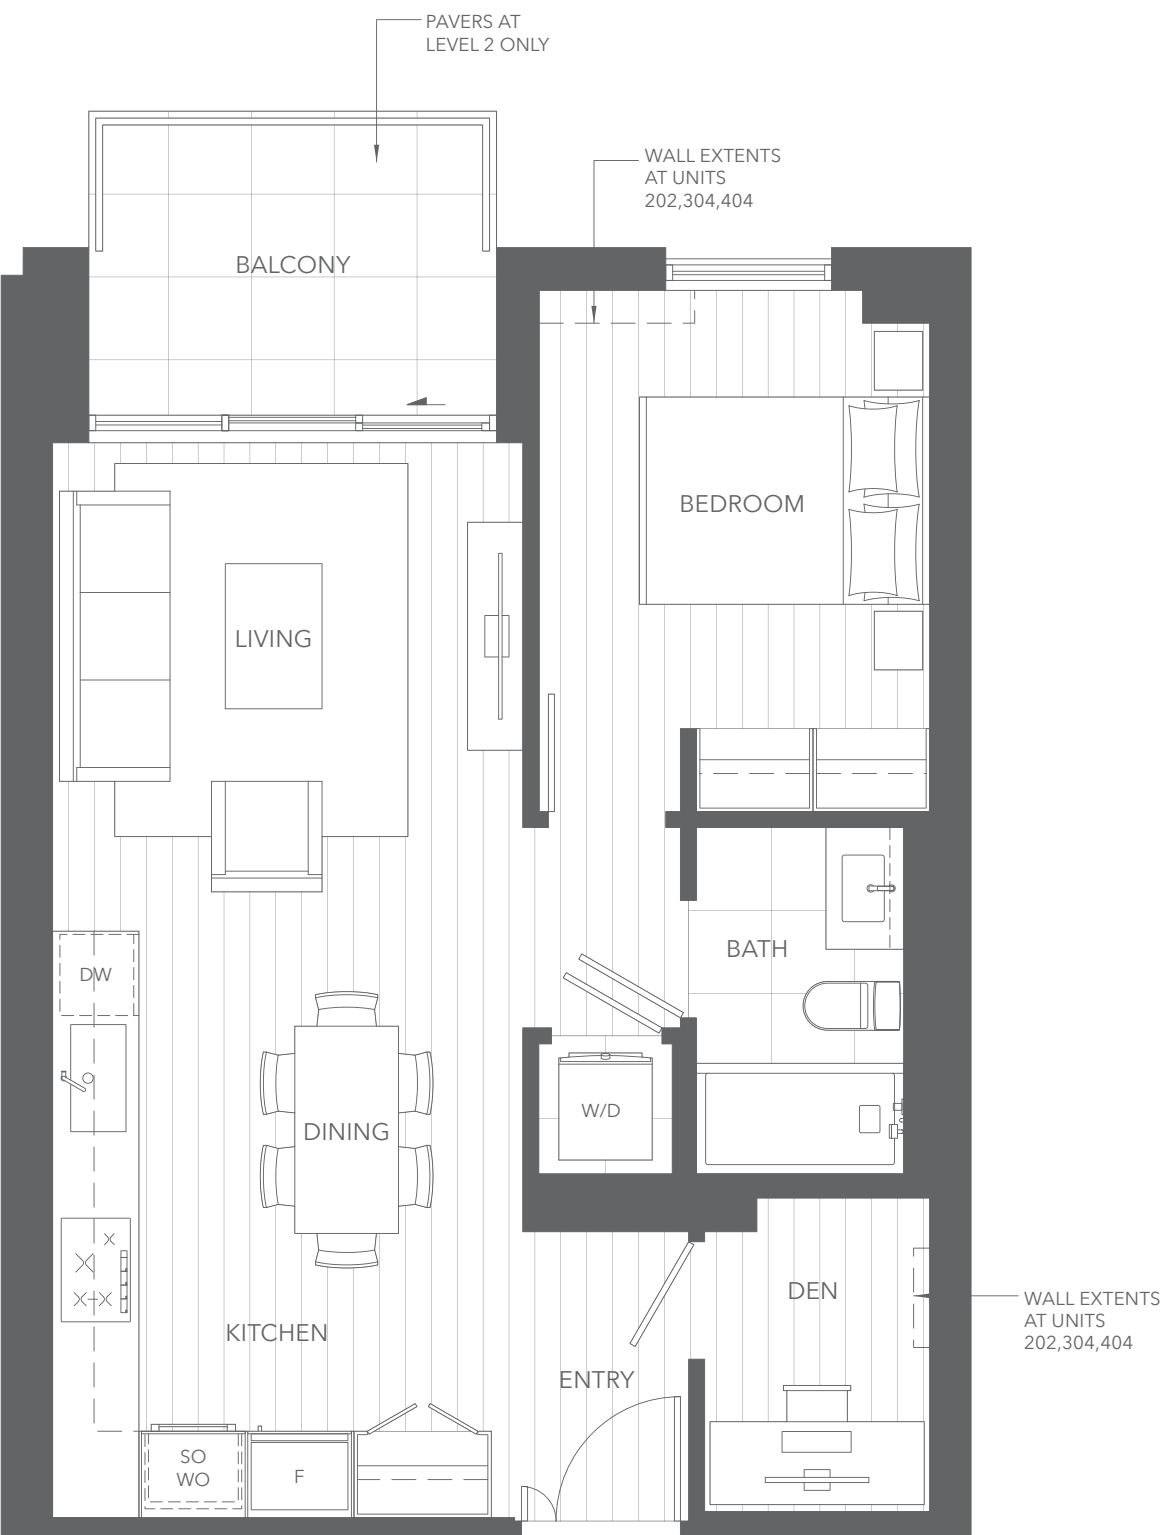 PAVERS AT
LEVEL 2 ONLY
WALL EXTENTS
AT UNITS
202,304,404
BALCONY
BEDROOM
LIVING
BATH
DW
W/D
DINING
DEN
WALL EXTENTS
AT UNITS
202,304,404
KITCHEN
ENTRY
SO
WO
F